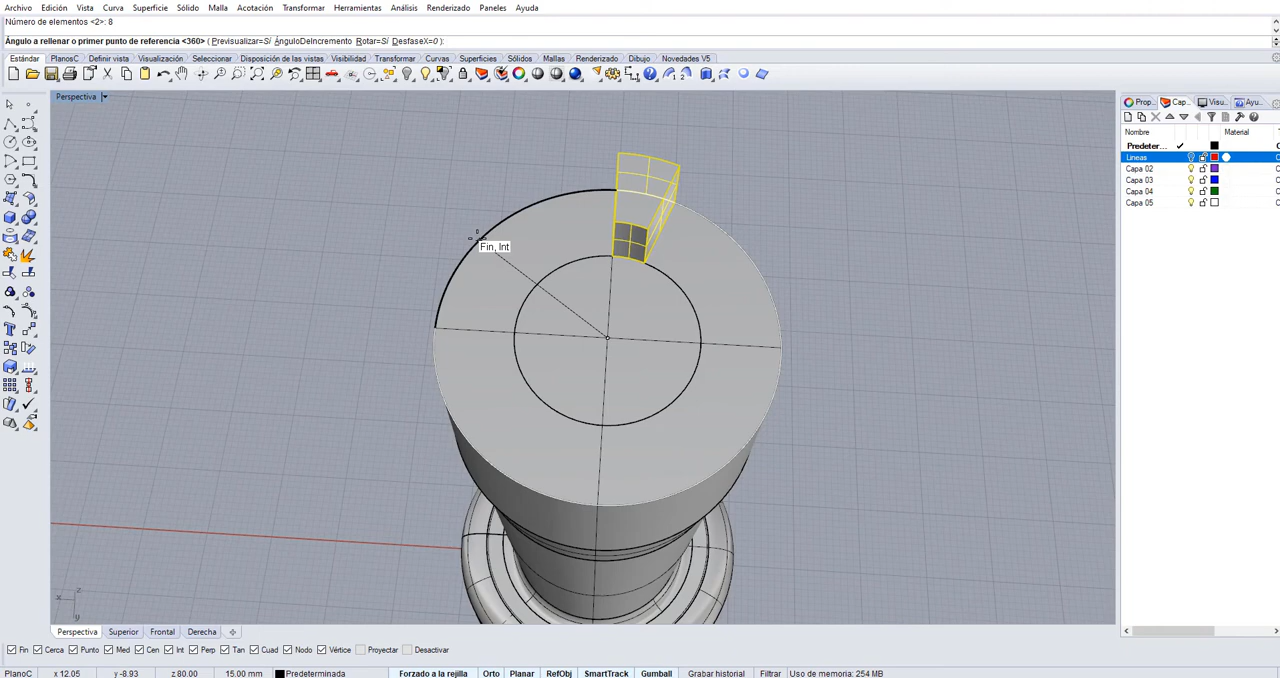 Archivo Edición Vista Curva Superficie Sólido Malla Acotación Transformar Herramientas Análisis Renderizado Paneles Ayuda
Número de elementos <2>: 8
Ángulo a rellenar o primer punto de referencia <360> ( Previsualizar=Sí ÁnguloDeIncremento Rotar=Sí DesfaseX=0 ):
Estándar PlanosC Definir vista Visualización Seleccionar Disposición de las vistas Visibilidad Transformar Curvas Superficies Sólidos Mallas Renderizado Dibujo Novedades V5
Perspectiva
Prop... Cap... Visu... Ayu...
Nombre Material
Predeter...
Lineas
Capa 02
Capa 03
Capa 04
Capa 05
Fin, Int
z
x
y
Perspectiva Superior Frontal Derecha
Fin Cerca Punto Med Cen Int Perp Tan Cuad Nodo Vértice Proyectar Desactivar
PlanoC x 12.05 y -8.93 z 80.00 15.00 mm Predeterminada Forzado a la rejilla Orto Planar RefObj SmartTrack Gumball Grabar historial Filtrar Uso de memoria: 254 MB